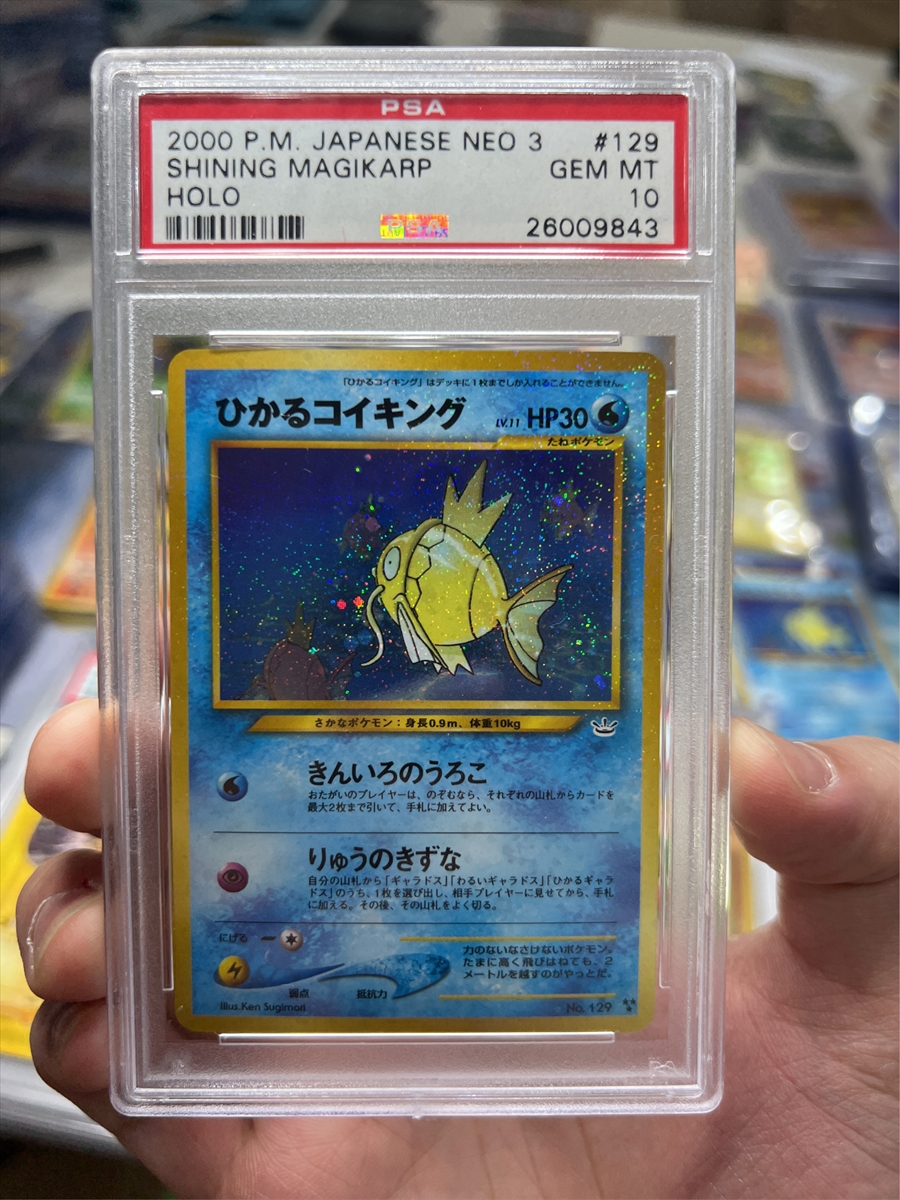 PSA
2000 P.M. JAPANESE NEO 3 #129
SHINING MAGIKARP GEM MT
HOLO 10
PSA
26009843
「ひかるコイキング」はデッキに1枚までしか入れることができません。
ひかるコイキング LV.11 HP30
たねポケモン
さかなポケモン：身長0.9m、体重10kg
きんいろのうろこ
おたがいのプレイヤーは、のぞむなら、それぞれの山札からカードを
最大2枚まで引いて、手札に加えてよい。
りゅうのきずな
自分の山札から「ギャラドス」「わるいギャラドス」「ひかるギャラ
ドス」のうち、1枚を選び出し、相手プレイヤーに見せてから、手札
に加える。その後、その山札をよく切る。
にげる
力のないなさけないポケモン。
たまに高く飛びはねても、2
メートルを越すのがやっとだ。
弱点 抵抗力
Illus.Ken Sugimori No. 129